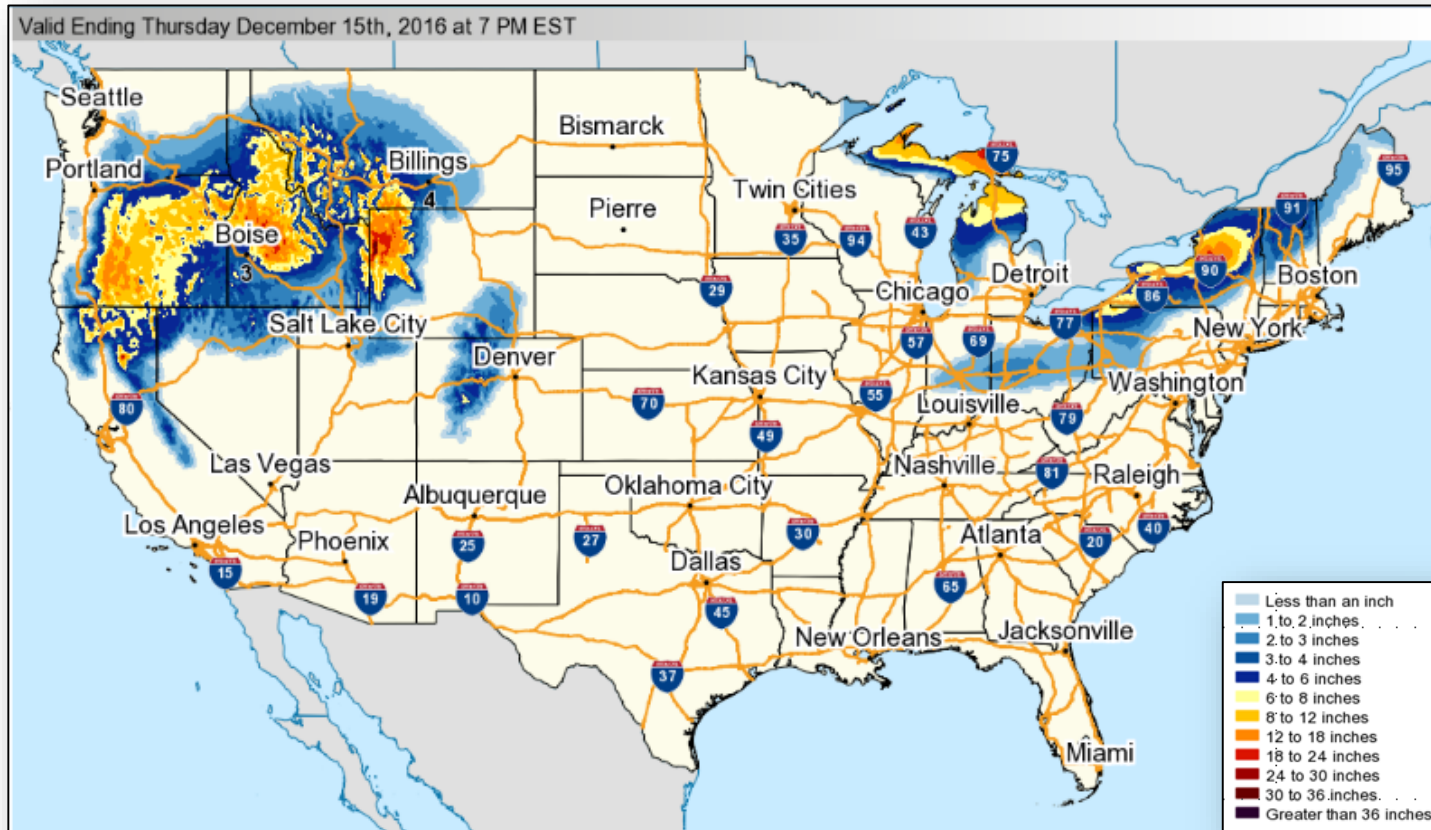 Valid Ending Thursday December 15th, 2016 at 7 PM EST
Seattle
75
Bismarck
Portland
Billings
95
Twin Cities
4
91
Pierre
Boise
35
94
43
3
90
Boston
Detroit
29
Chicago
86
Salt Lake City
77
New York
57
69
Denver
Kansas City
Washington
80
70
55
Louisville
79
49
Las Vegas
Nashville
81
Raleigh
Albuquerque
Oklahoma City
Los Angeles
Phoenix
25
27
30
Atlanta
20
40
Dallas
15
65
19
10
45
New Orleans
Jacksonville
37
Miami
Less than an inch
1 to 2 inches
2 to 3 inches
3 to 4 inches
4 to 6 inches
6 to 8 inches
8 to 12 inches
12 to 18 inches
18 to 24 inches
24 to 30 inches
30 to 36 inches
Greater than 36 inches